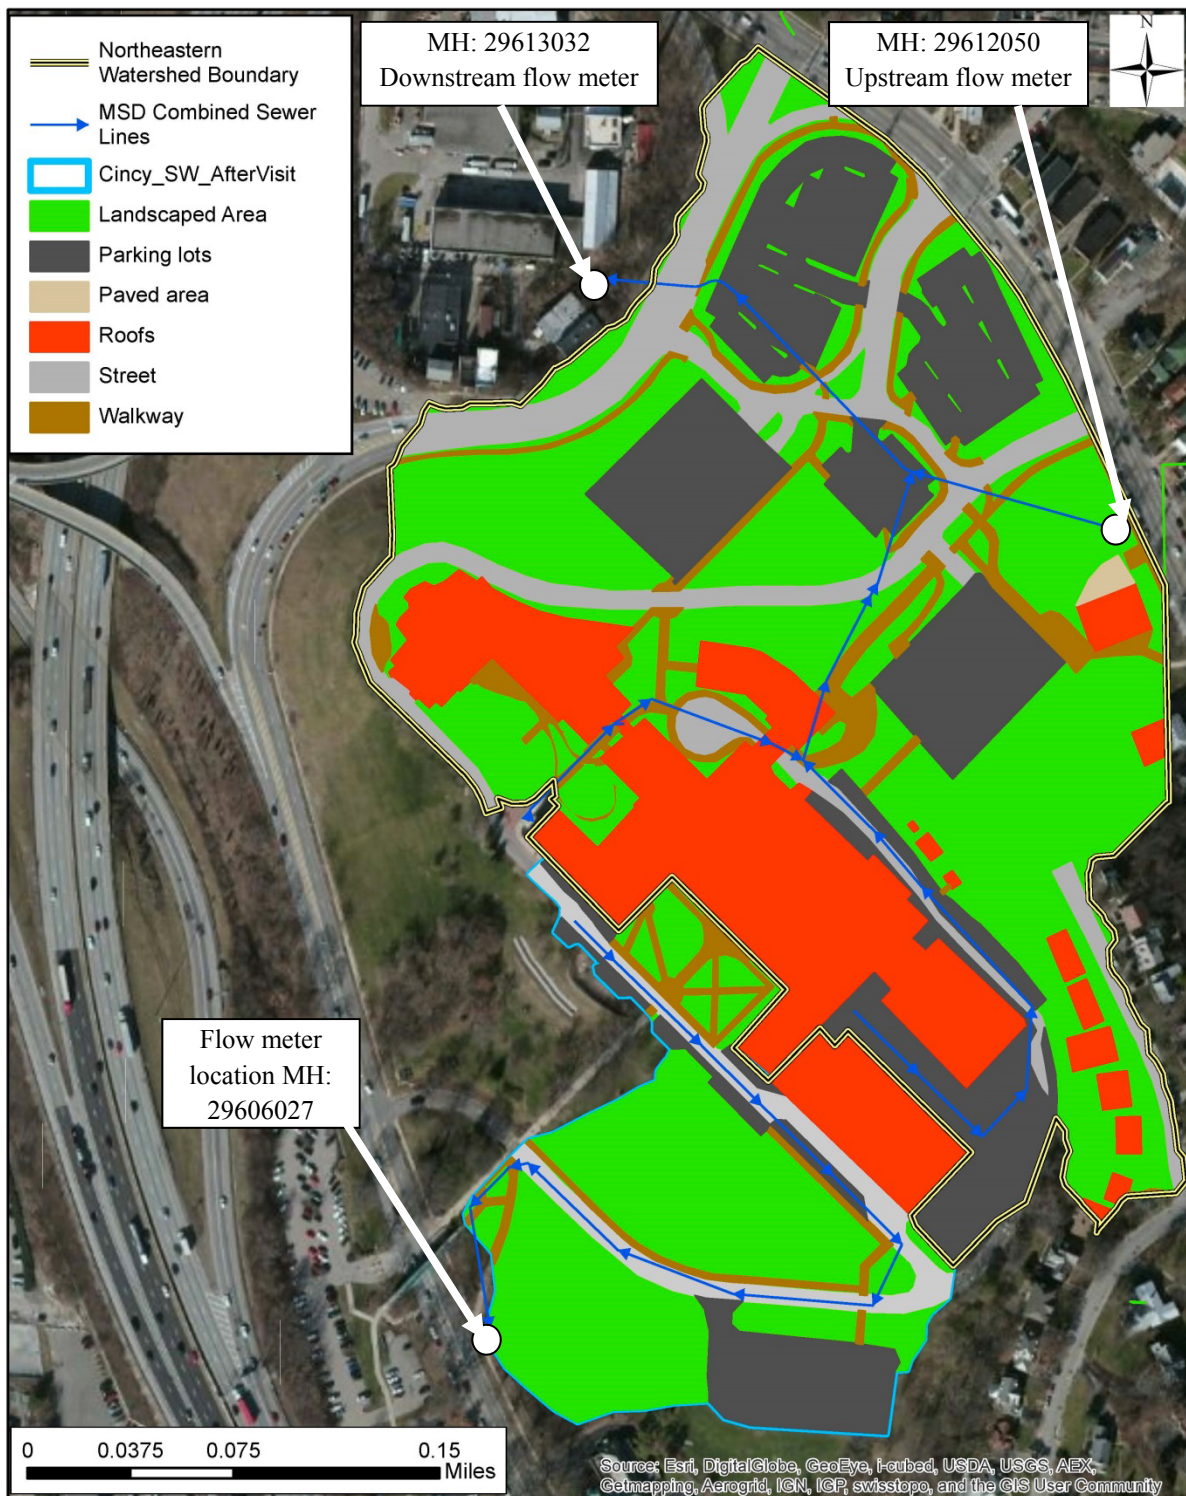 Northeastern
Watershed Boundary
MSD Combined Sewer
Lines
Cincy_SW_AfterVisit
Landscaped Area
Parking lots
Paved area
Roofs
Street
Walkway
MH: 29613032
Downstream flow meter
MH: 29612050
Upstream flow meter
N
Flow meter
location MH:
29606027
0 0.0375 0.075 0.15
Miles
Source: Esri, DigitalGlobe, GeoEye, i-cubed, USDA, USGS, AEX,
Getmapping, Aerogrid, IGN, IGP, swisstopo, and the GIS User Community